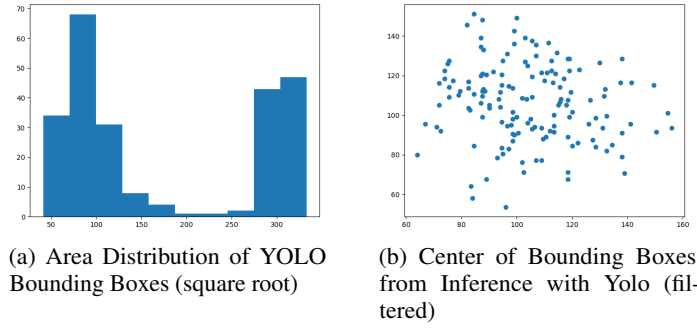 70
60
50
40
30
20
10
0
50 100 150 200 250 300
140
120
100
80
60
60 80 100 120 140 160
(a) Area Distribution of YOLO
Bounding Boxes (square root)
(b) Center of Bounding Boxes
from Inference with Yolo (fil-
tered)